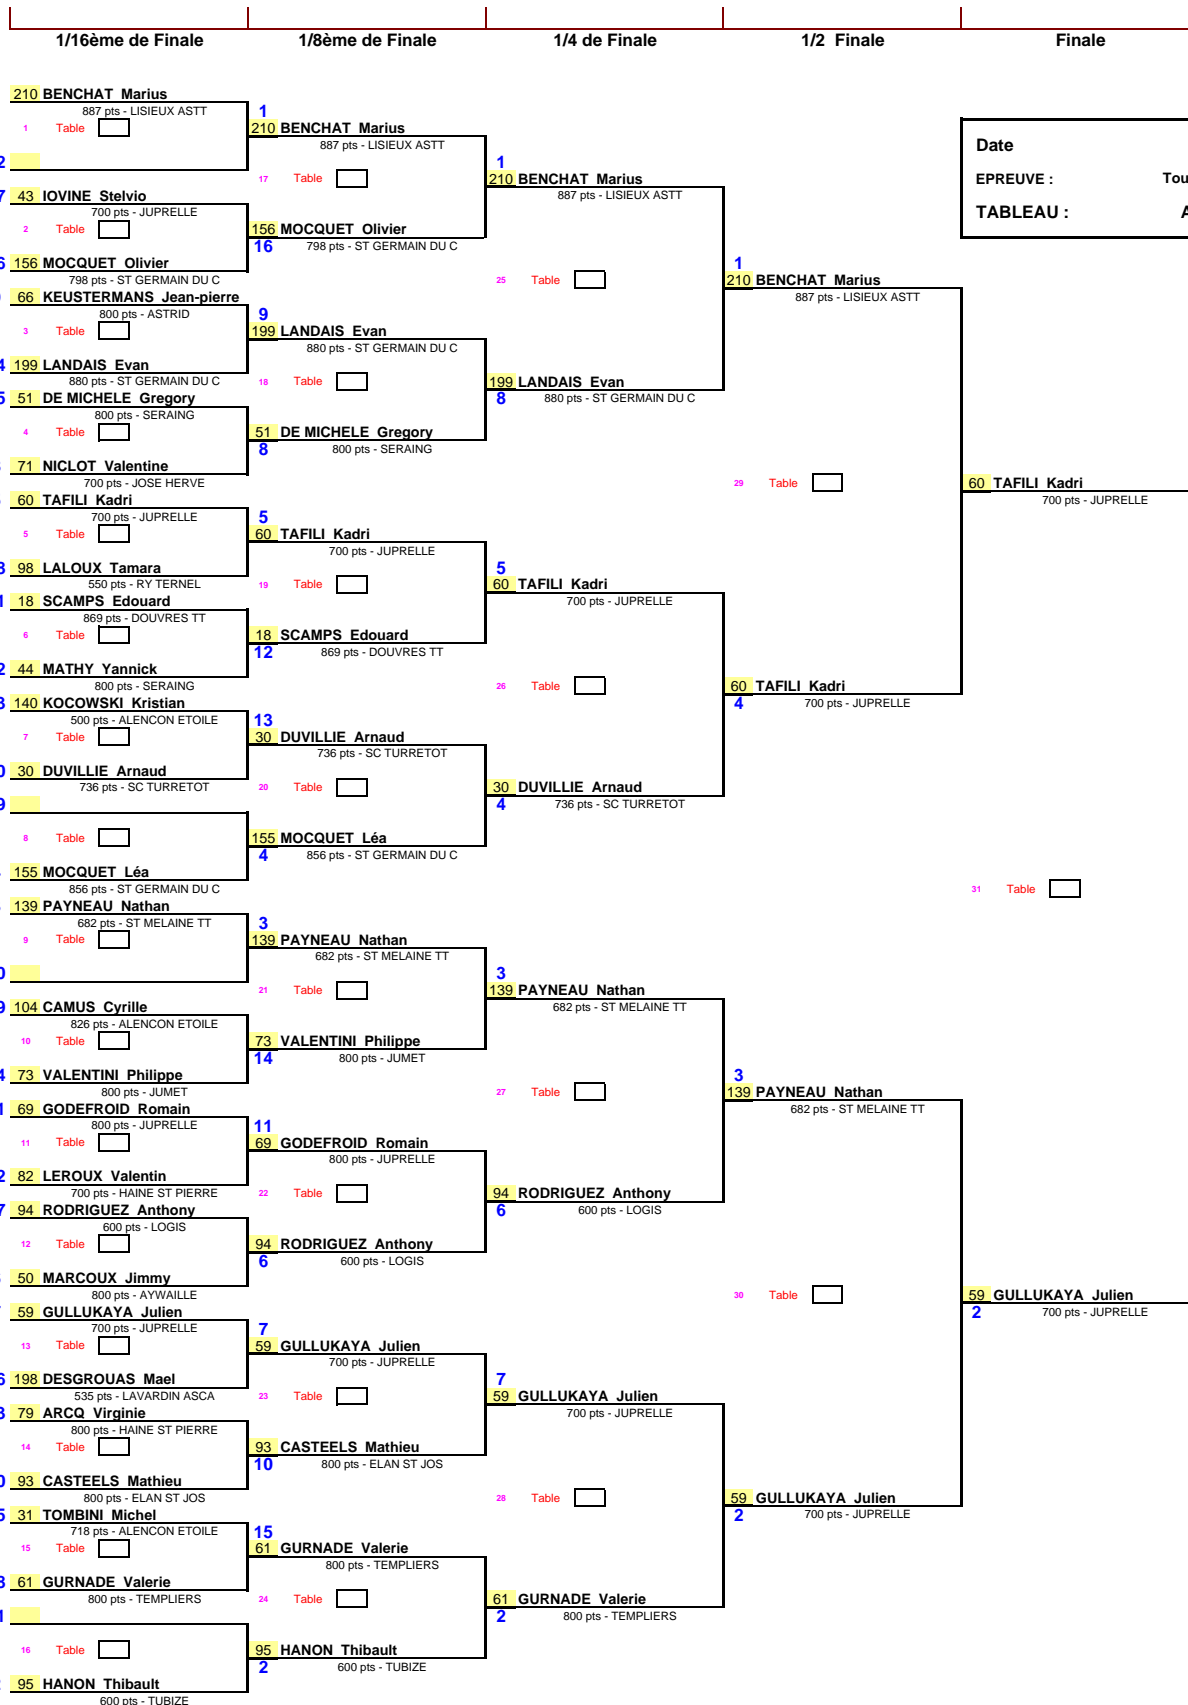 1/16ème de Finale
1/8ème de Finale
1/4 de Finale
1/2 Finale
Finale
210 BENCHAT Marius
887 pts - LISIEUX ASTT
1 Table
2
7 43 IOVINE Stelvio
700 pts - JUPRELLE
2 Table
6 156 MOCQUET Olivier
798 pts - ST GERMAIN DU C
66 KEUSTERMANS Jean-pierre
800 pts - ASTRID
3 Table
4 199 LANDAIS Evan
880 pts - ST GERMAIN DU C
5 51 DE MICHELE Gregory
800 pts - SERAING
4 Table
71 NICLOT Valentine
700 pts - JOSE HERVE
60 TAFILI Kadri
700 pts - JUPRELLE
5 Table
3 98 LALOUX Tamara
550 pts - RY TERNEL
1 18 SCAMPS Edouard
869 pts - DOUVRES TT
6 Table
2 44 MATHY Yannick
800 pts - SERAING
3 140 KOCOWSKI Kristian
500 pts - ALENCON ETOILE
7 Table
0 30 DUVILLIE Arnaud
736 pts - SC TURRETOT
9
8 Table
155 MOCQUET Léa
856 pts - ST GERMAIN DU C
139 PAYNEAU Nathan
682 pts - ST MELAINE TT
9 Table
0
9 104 CAMUS Cyrille
826 pts - ALENCON ETOILE
10 Table
4 73 VALENTINI Philippe
800 pts - JUMET
1 69 GODEFROID Romain
800 pts - JUPRELLE
11 Table
2 82 LEROUX Valentin
700 pts - HAINE ST PIERRE
7 94 RODRIGUEZ Anthony
600 pts - LOGIS
12 Table
50 MARCOUX Jimmy
800 pts - AYWAILLE
59 GULLUKAYA Julien
700 pts - JUPRELLE
13 Table
6 198 DESGROUAS Mael
535 pts - LAVARDIN ASCA
3 79 ARCQ Virginie
800 pts - HAINE ST PIERRE
14 Table
0 93 CASTEELS Mathieu
800 pts - ELAN ST JOS
5 31 TOMBINI Michel
718 pts - ALENCON ETOILE
15 Table
3 61 GURNADE Valerie
800 pts - TEMPLIERS
1
16 Table
95 HANON Thibault
600 pts - TUBIZE
1
210 BENCHAT Marius
887 pts - LISIEUX ASTT
17 Table
156 MOCQUET Olivier
16 798 pts - ST GERMAIN DU C
9
199 LANDAIS Evan
880 pts - ST GERMAIN DU C
18 Table
51 DE MICHELE Gregory
8 800 pts - SERAING
5
60 TAFILI Kadri
700 pts - JUPRELLE
19 Table
18 SCAMPS Edouard
12 869 pts - DOUVRES TT
13
30 DUVILLIE Arnaud
736 pts - SC TURRETOT
20 Table
155 MOCQUET Léa
4 856 pts - ST GERMAIN DU C
3
139 PAYNEAU Nathan
682 pts - ST MELAINE TT
21 Table
73 VALENTINI Philippe
14 800 pts - JUMET
11
69 GODEFROID Romain
800 pts - JUPRELLE
22 Table
94 RODRIGUEZ Anthony
6 600 pts - LOGIS
7
59 GULLUKAYA Julien
700 pts - JUPRELLE
23 Table
93 CASTEELS Mathieu
10 800 pts - ELAN ST JOS
15
61 GURNADE Valerie
800 pts - TEMPLIERS
24 Table
95 HANON Thibault
2 600 pts - TUBIZE
1
210 BENCHAT Marius
887 pts - LISIEUX ASTT
25 Table
199 LANDAIS Evan
8 880 pts - ST GERMAIN DU C
5
60 TAFILI Kadri
700 pts - JUPRELLE
26 Table
30 DUVILLIE Arnaud
4 736 pts - SC TURRETOT
3
139 PAYNEAU Nathan
682 pts - ST MELAINE TT
27 Table
94 RODRIGUEZ Anthony
6 600 pts - LOGIS
7
59 GULLUKAYA Julien
700 pts - JUPRELLE
28 Table
61 GURNADE Valerie
2 800 pts - TEMPLIERS
1
210 BENCHAT Marius
887 pts - LISIEUX ASTT
29 Table
60 TAFILI Kadri
4 700 pts - JUPRELLE
3
139 PAYNEAU Nathan
682 pts - ST MELAINE TT
30 Table
59 GULLUKAYA Julien
2 700 pts - JUPRELLE
Date
EPREUVE : Tou
TABLEAU : A
60 TAFILI Kadri
700 pts - JUPRELLE
31 Table
59 GULLUKAYA Julien
2 700 pts - JUPRELLE